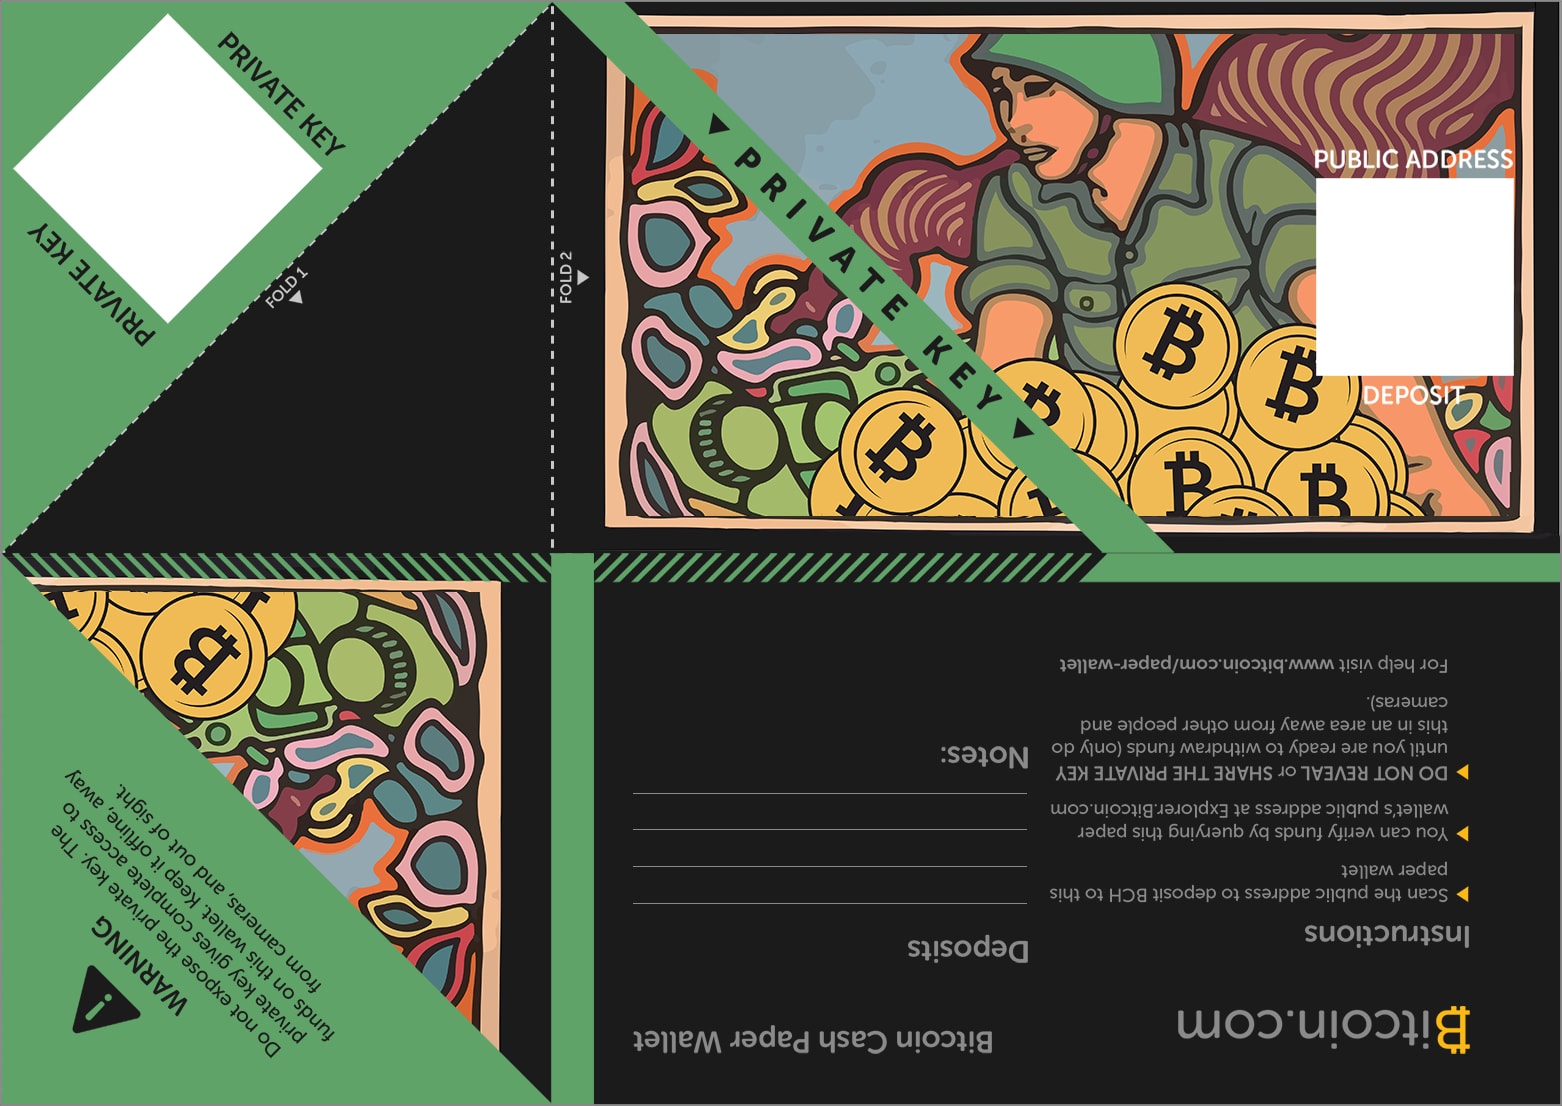 PRIVATE KEY
PRIVATE KEY
FOLD 1
FOLD 2
PRIVATE KEY
PUBLIC ADDRESS
DEPOSIT
WARNING
Do not expose the private key. The
private key gives complete access to
funds on this wallet. Keep it offline, away
from cameras, and out of sight.
Bitcoin.com
Instructions
Scan the public address to deposit BCH to this
paper wallet
You can verify funds by querying this paper
wallet's public address at Explorer.Bitcoin.com
DO NOT REVEAL or SHARE THE PRIVATE KEY
until you are ready to withdraw funds (only do
this in an area away from other people and
cameras).
For help visit www.bitcoin.com/paper-wallet
Bitcoin Cash Paper Wallet
Deposits
Notes: